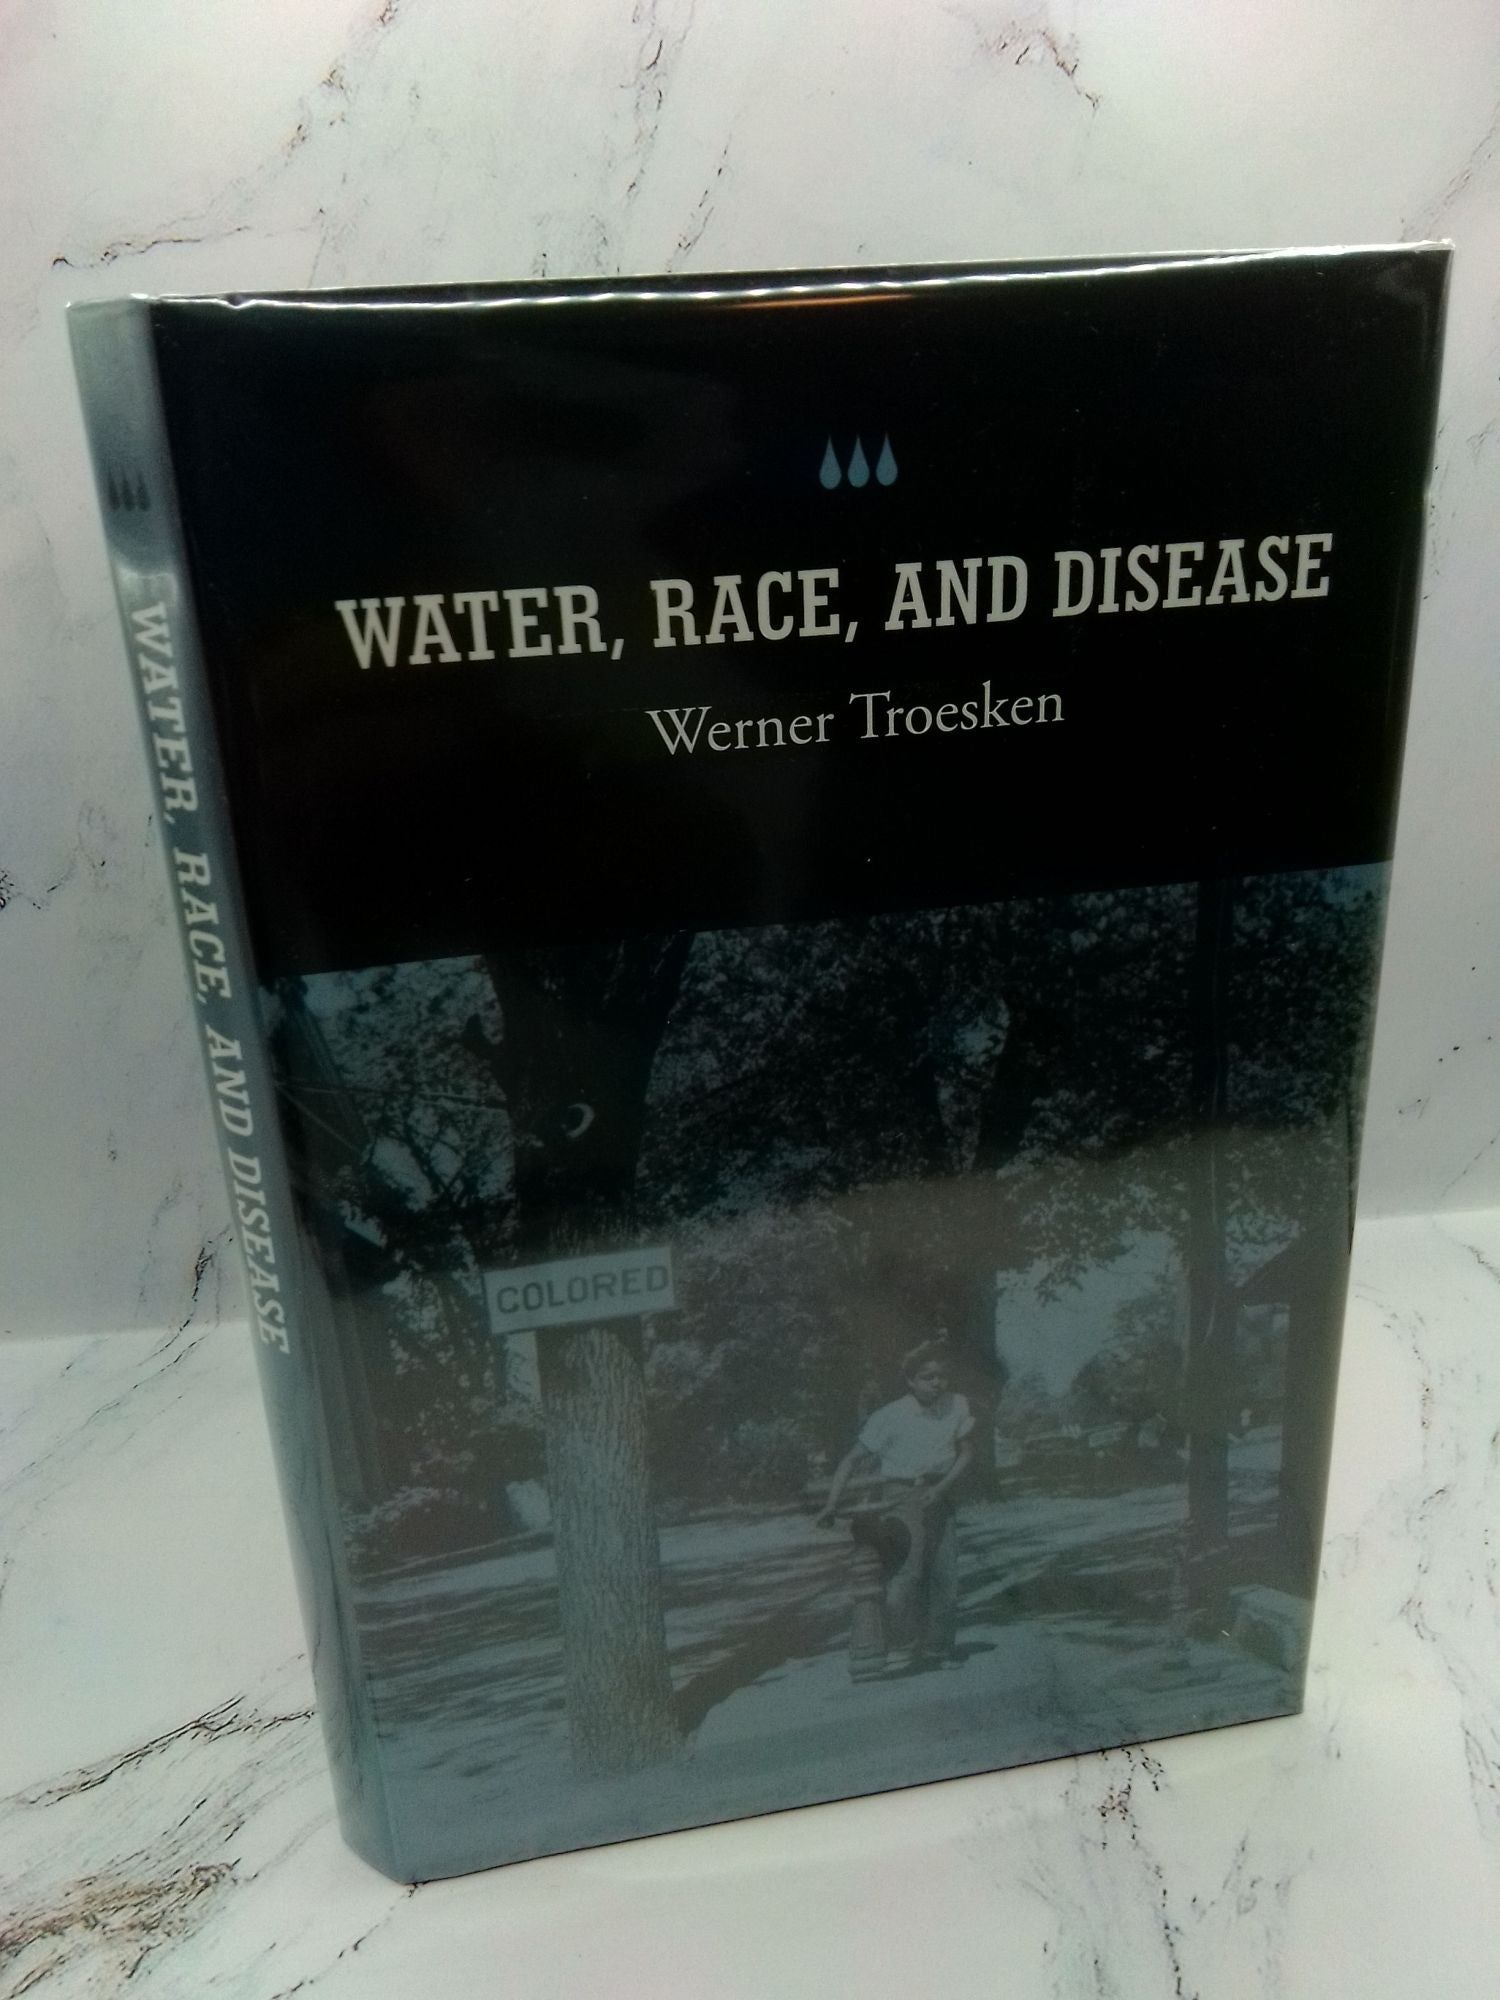 WATER, RACE, AND DISEASE
Werner Troesken
COLORED
WATER, RACE, AND DISEASE